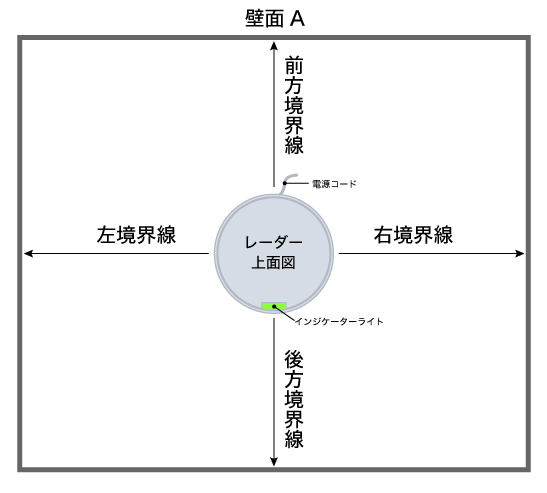 壁面 A
前方境界線
電源コード
左境界線
右境界線
レーダー
上面図
インジケーターライト
後方境界線